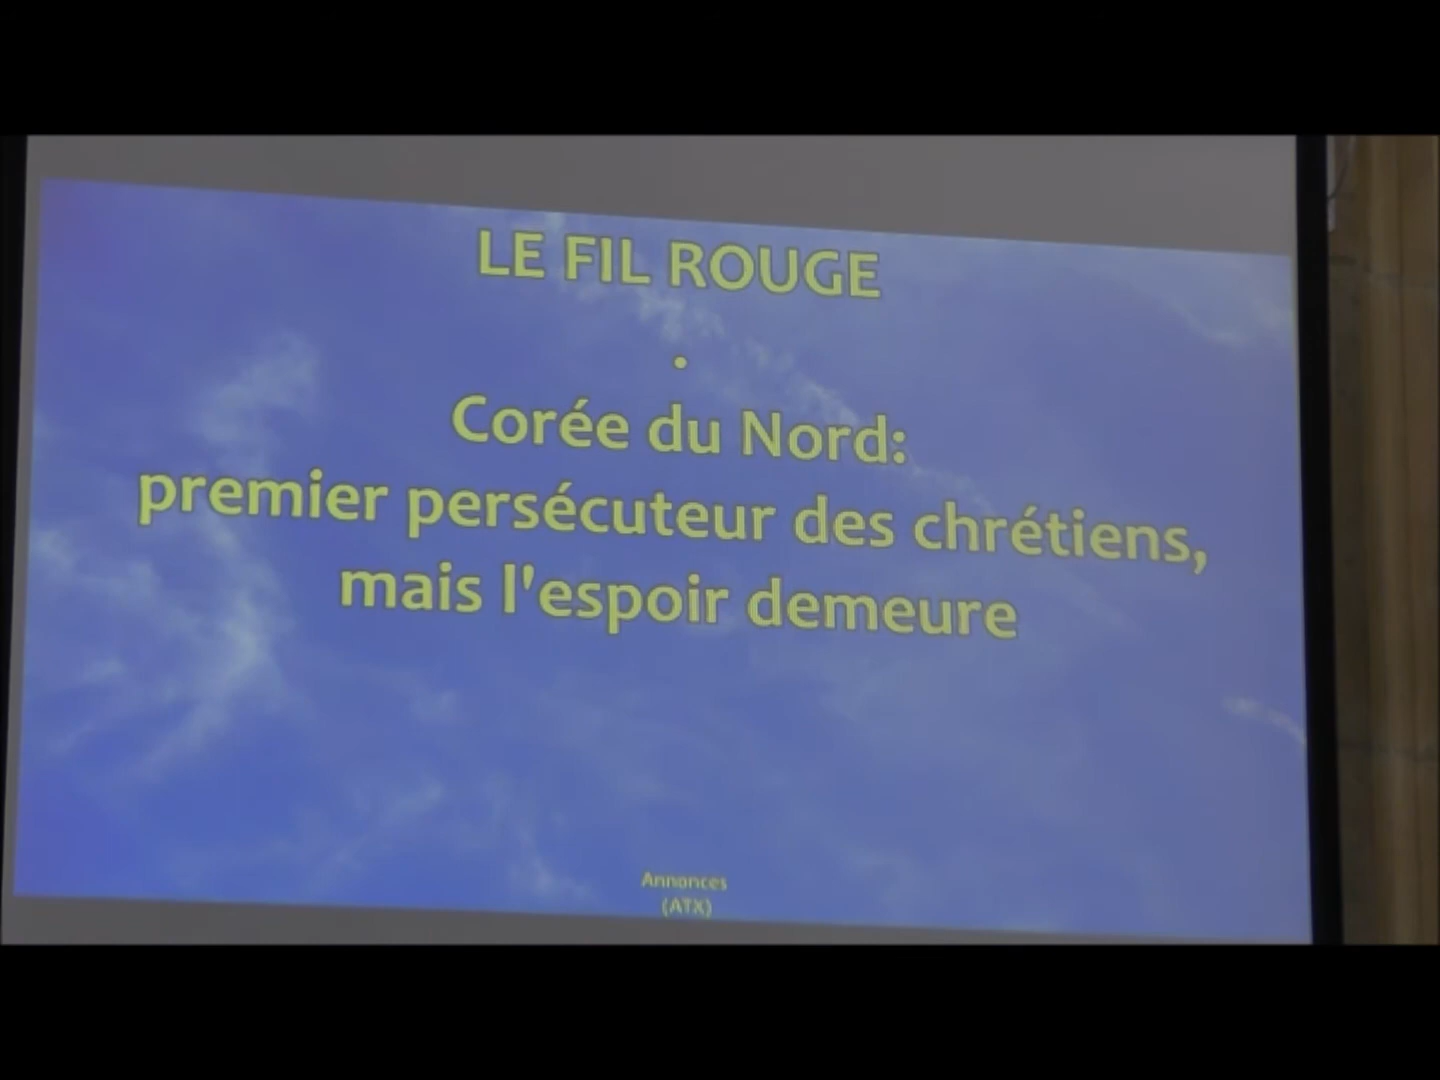 LE FIL ROUGE
.
Corée du Nord:
premier persécuteur des chrétiens,
mais l'espoir demeure
Annonces
(ATX)